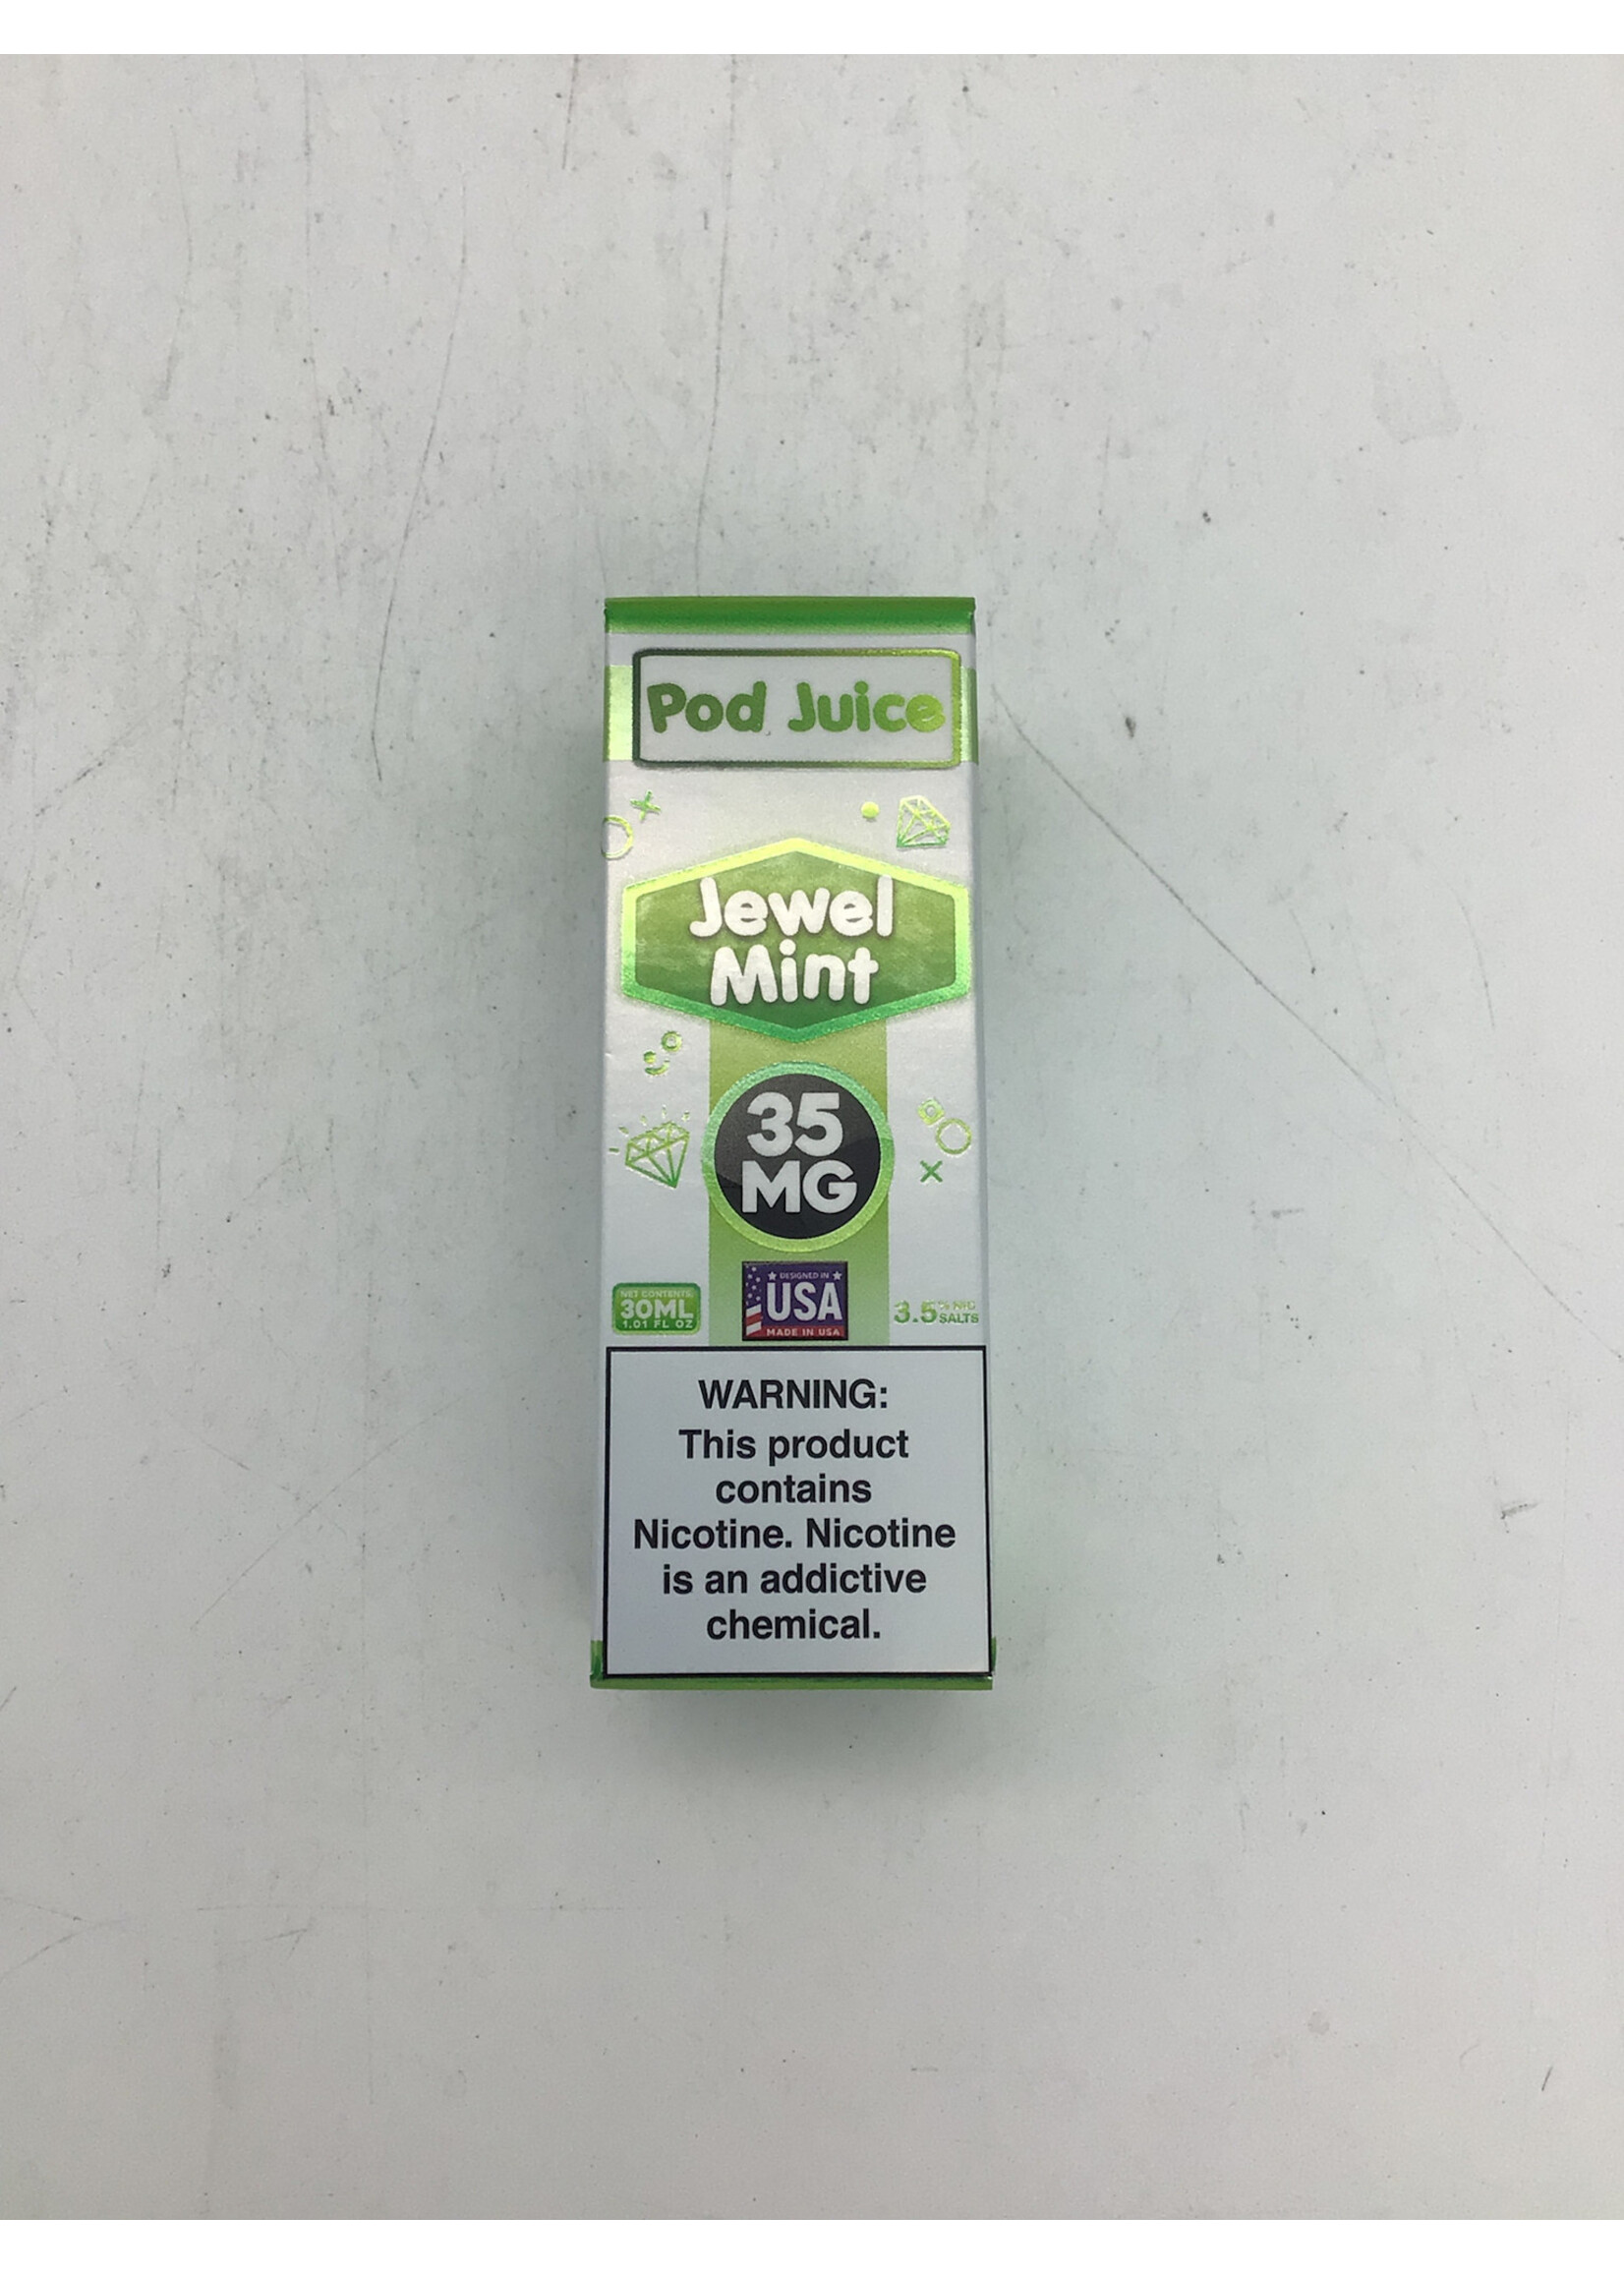 Pod Juice
Jewel
Mint
35
MG
NET CONTENTS
30ML
1.01 FL OZ
DESIGNED IN
USA
MADE IN USA
3.5% NIC
SALTS
WARNING:
This product
contains
Nicotine. Nicotine
is an addictive
chemical.